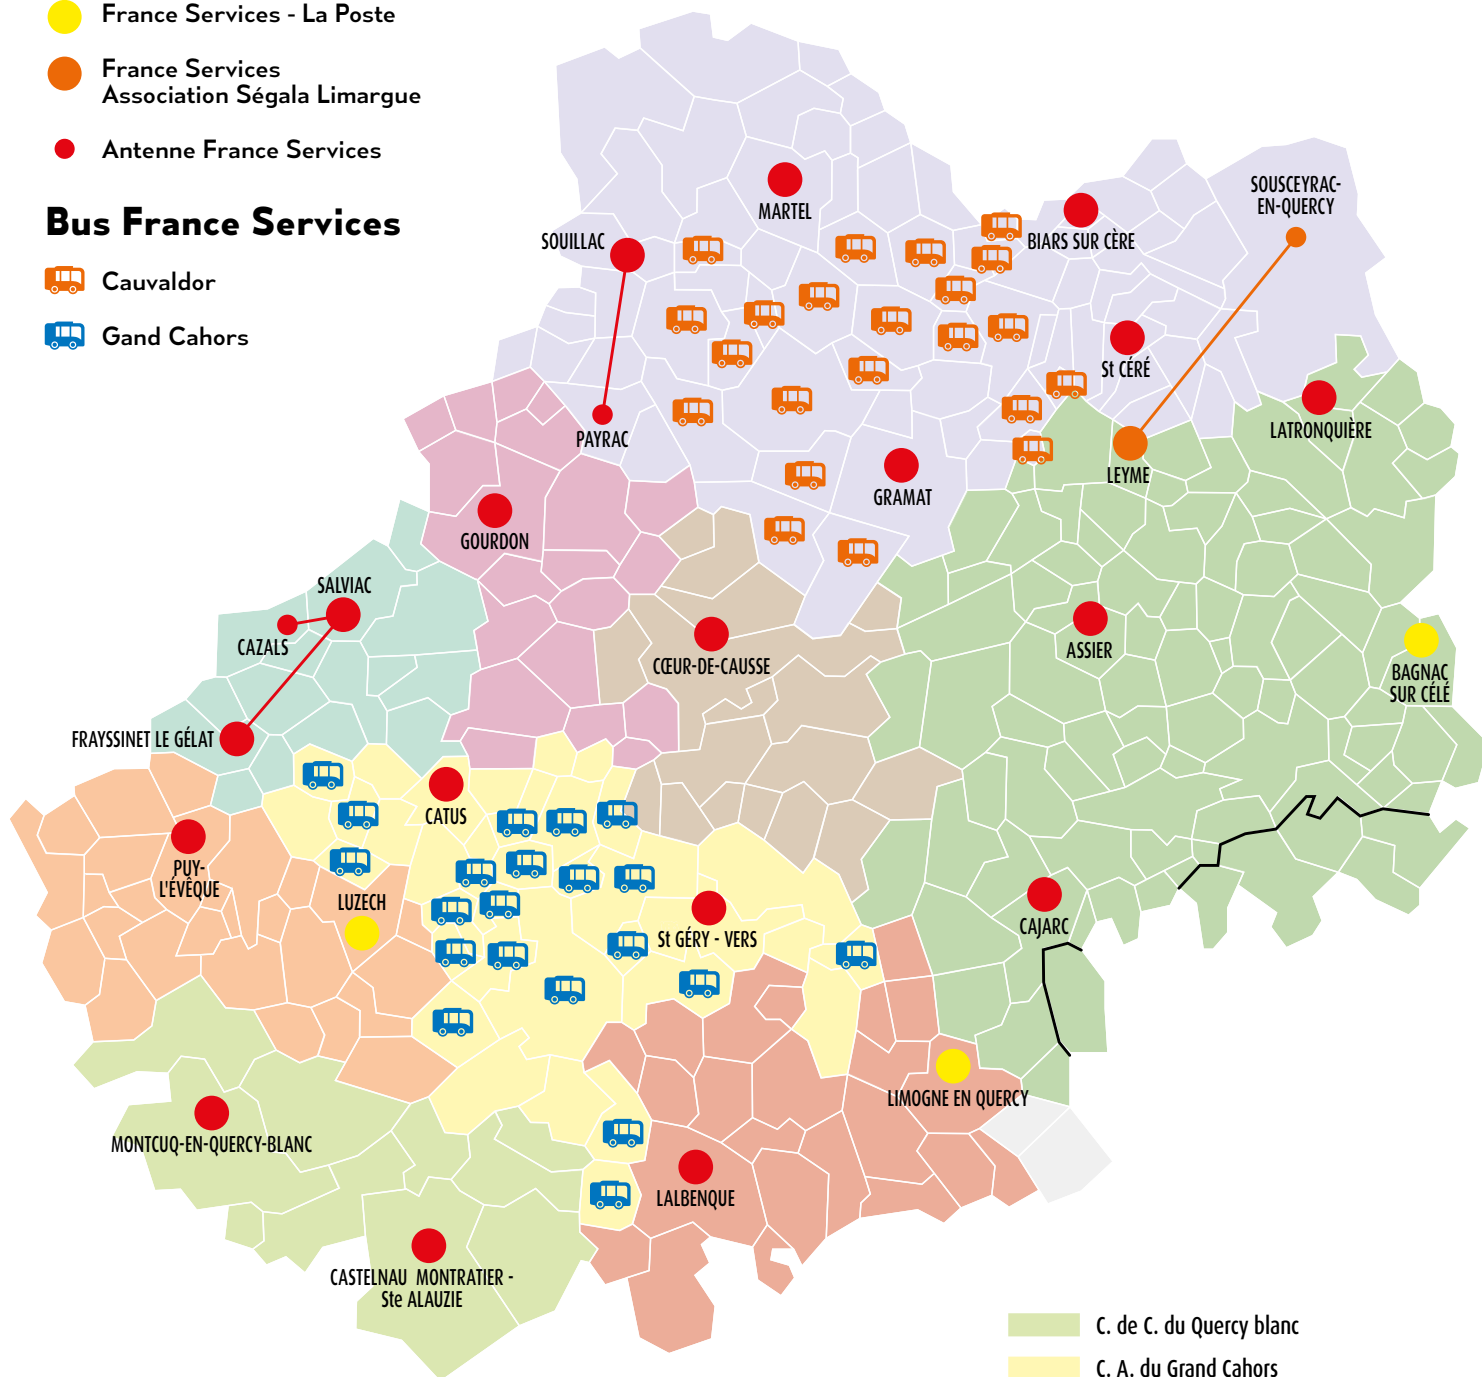 France Services - La Poste
France Services
Association Ségala Limargue
Antenne France Services
Bus France Services
Cauvaldor
Gand Cahors
MARTEL
SOUILLAC
BIARS SUR CÈRE
SOUSCEYRAC-
EN-QUERCY
St CÉRÉ
PAYRAC
LATRONQUIÈRE
LEYME
GRAMAT
GOURDON
SALVIAC
CAZALS
CŒUR-DE-CAUSSE
ASSIER
BAGNAC
SUR CÉLÉ
FRAYSSINET LE GÉLAT
CATUS
PUY-
L'ÉVÊQUE
LUZECH
St GÉRY - VERS
CAJARC
LIMOGNE EN QUERCY
MONTCUQ-EN-QUERCY-BLANC
LALBENQUE
CASTELNAU MONTRATIER -
Ste ALAUZIE
C. de C. du Quercy blanc
C. A. du Grand Cahors